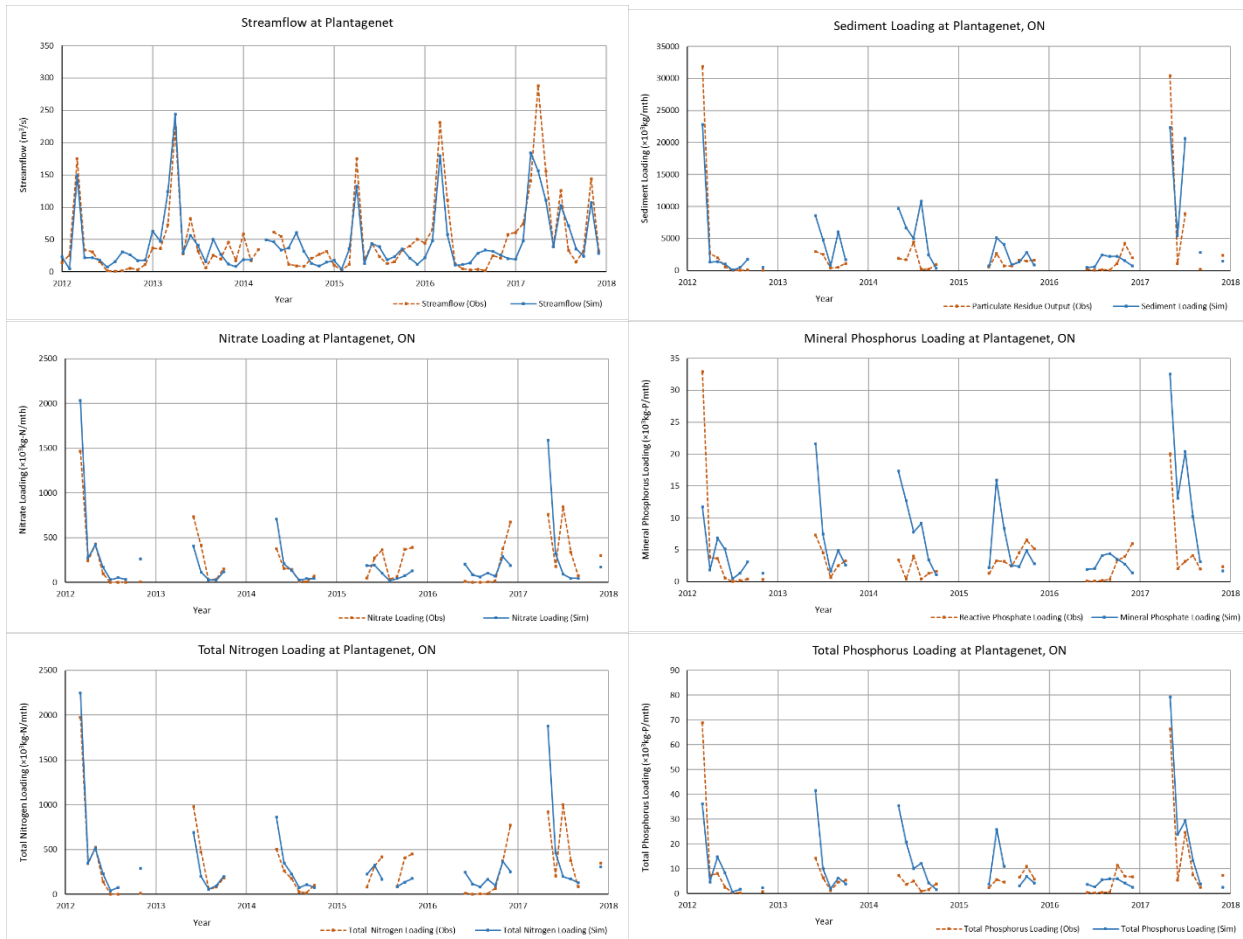 Streamflow at Plantagenet
350
300
250
200
150
100
50
0
Streamflow (m³/s)
2012 2013 2014 2015 2016 2017 2018
Year
Streamflow (Obs) Streamflow (Sim)
Sediment Loading at Plantagenet, ON
35000
30000
25000
20000
15000
10000
5000
0
Sediment Loading (×10³kg/mth)
2012 2013 2014 2015 2016 2017 2018
Year
Particulate Residue Output (Obs) Sediment Loading (Sim)
Nitrate Loading at Plantagenet, ON
2500
2000
1500
1000
500
0
Nitrate Loading (×10³kg-N/mth)
2012 2013 2014 2015 2016 2017 2018
Year
Nitrate Loading (Obs) Nitrate Loading (Sim)
Mineral Phosphorus Loading at Plantagenet, ON
35
30
25
20
15
10
5
0
Mineral Phosphorus Loading (×10³kg-P/mth)
2012 2013 2014 2015 2016 2017 2018
Year
Reactive Phosphate Loading (Obs) Mineral Phosphate Loading (Sim)
Total Nitrogen Loading at Plantagenet, ON
2500
2000
1500
1000
500
0
Total Nitrogen Loading (×10³kg-N/mth)
2012 2013 2014 2015 2016 2017 2018
Year
Total Nitrogen Loading (Obs) Total Nitrogen Loading (Sim)
Total Phosphorus Loading at Plantagenet, ON
90
80
70
60
50
40
30
20
10
0
Total Phosphorus Loading (×10³kg-P/mth)
2012 2013 2014 2015 2016 2017 2018
Year
Total Phosphorus Loading (Obs) Total Phosphorus Loading (Sim)